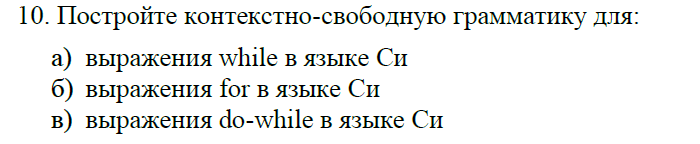 10. Постройте контекстно-свободную грамматику для:
а) выражения while в языке Си
б) выражения for в языке Си
в) выражения do-while в языке Си